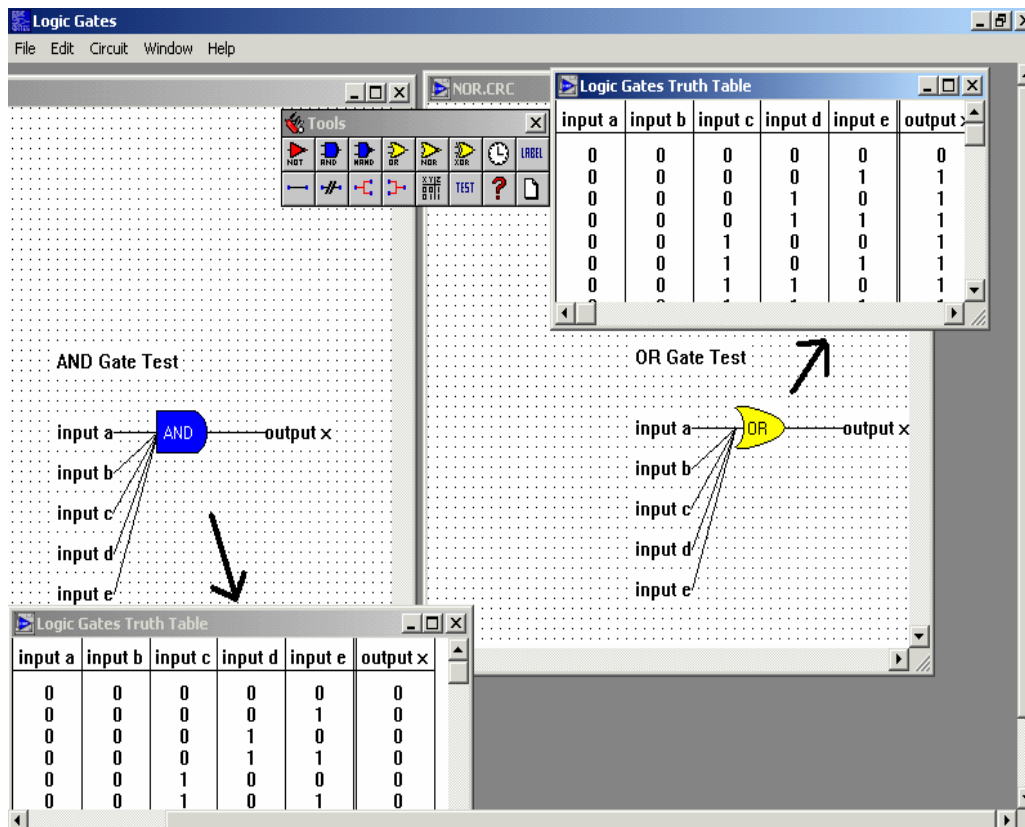 Logic Gates
File Edit Circuit Window Help
NOR.CRC
Tools
NOT AND NAND OR NOR XOR LABEL
XYZ TEST ?
AND Gate Test
input a AND output x
input b
input c
input d
input e
Logic Gates Truth Table
input a input b input c input d input e output x
0 0 0 0 0 0
0 0 0 0 1 0
0 0 0 1 0 0
0 0 0 1 1 0
0 0 1 0 0 0
0 0 1 0 1 0
Logic Gates Truth Table
input a input b input c input d input e output
0 0 0 0 0 0
0 0 0 0 1 1
0 0 0 1 0 1
0 0 0 1 1 1
0 0 1 0 0 1
0 0 1 0 1 1
0 0 1 1 0 1
OR Gate Test
input a OR output x
input b
input c
input d
input e